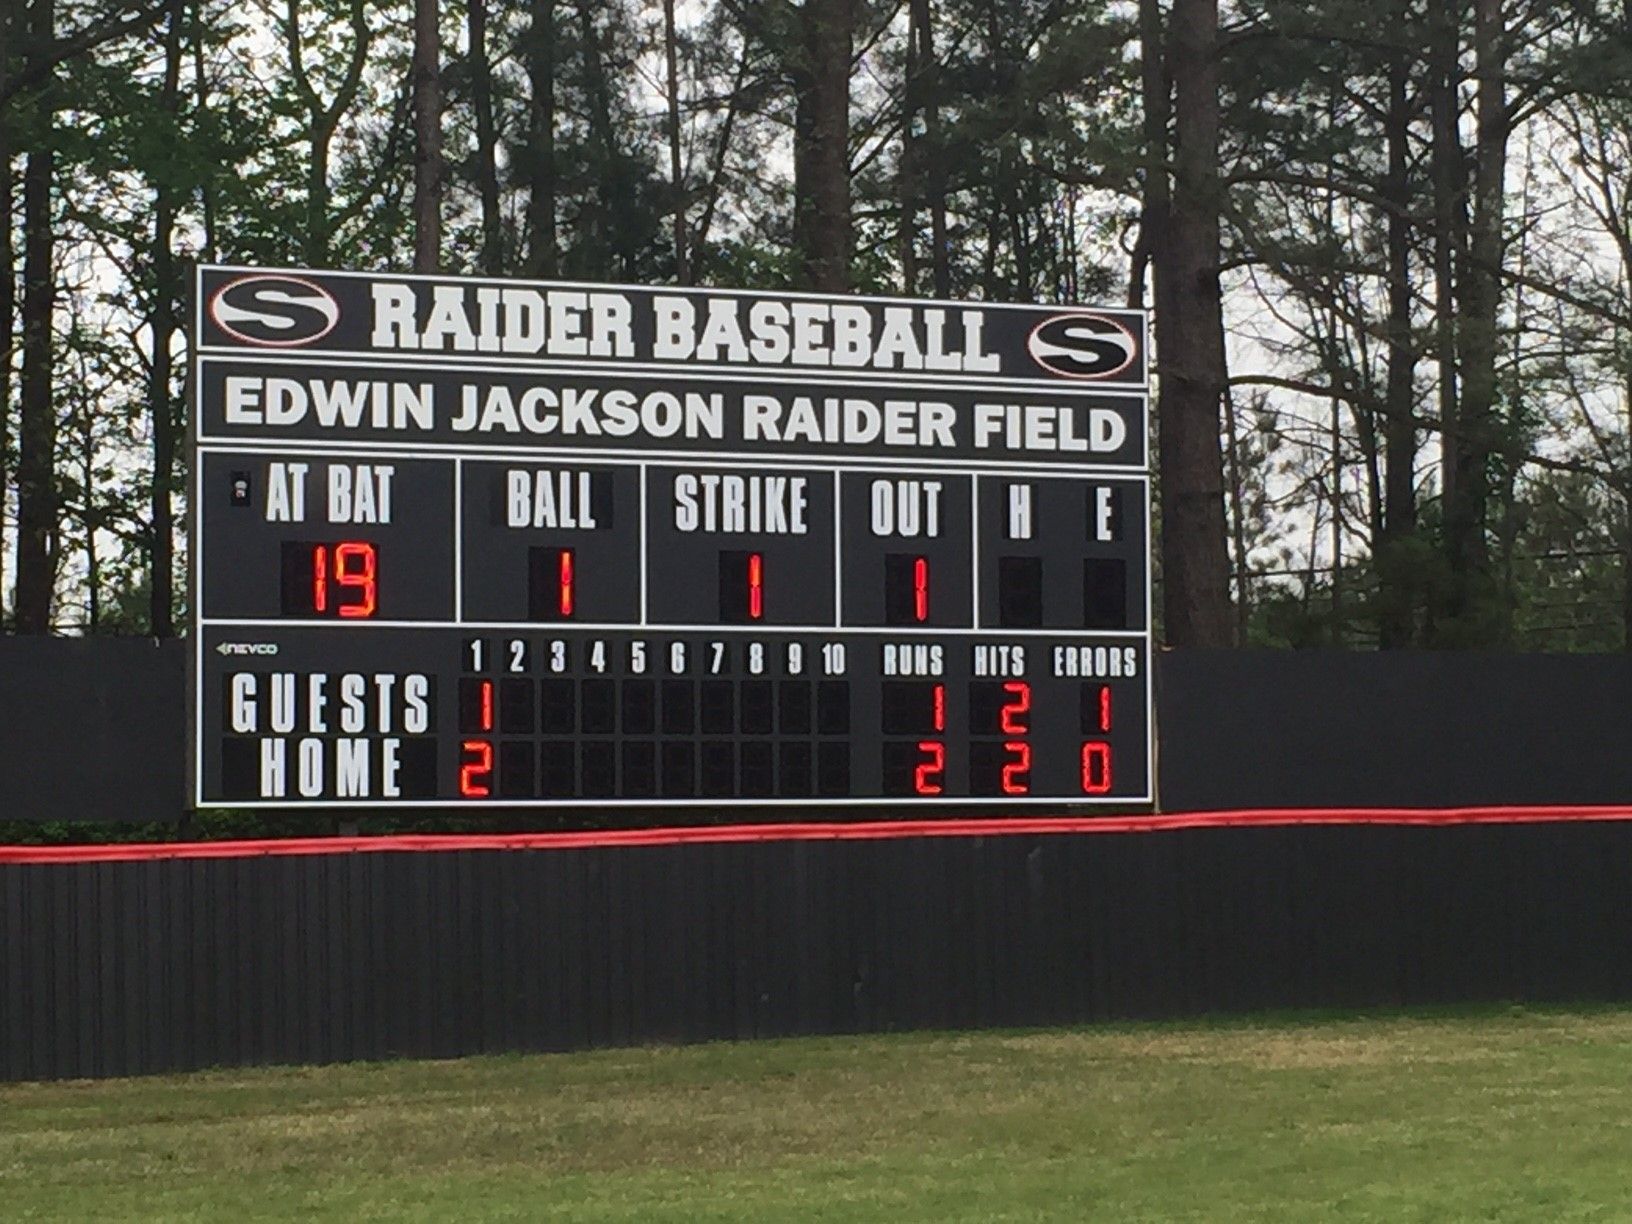 S RAIDER BASEBALL S
EDWIN JACKSON RAIDER FIELD
AT BAT BALL STRIKE OUT H E
19 1 1 1
NEVCO 1 2 3 4 5 6 7 8 9 10 RUNS HITS ERRORS
GUESTS 1 1 2 1
HOME 2 2 2 0